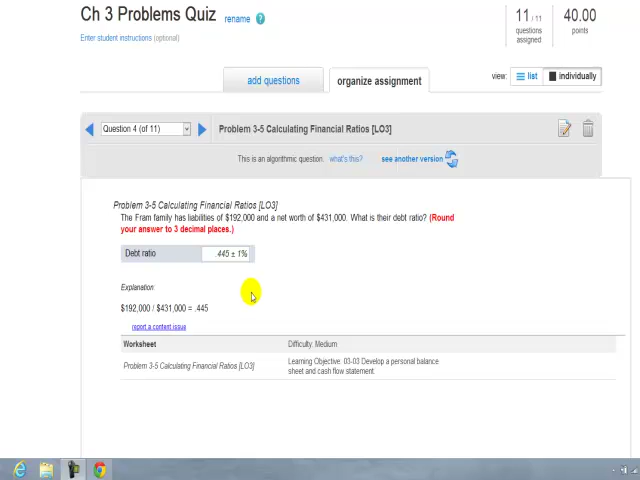 Ch 3 Problems Quiz rename ?
Enter student instructions (optional)
11 / 11
questions
assigned
40.00
points
add questions
organize assignment
view: list individually
Question 4 (of 11)
Problem 3-5 Calculating Financial Ratios [LO3]
This is an algorithmic question. what's this? see another version
Problem 3-5 Calculating Financial Ratios [LO3]
The Fram family has liabilities of $192,000 and a net worth of $431,000. What is their debt ratio? (Round
your answer to 3 decimal places.)
Debt ratio .445 ± 1%
Explanation
$192,000 / $431,000 = .445
report a content issue
Worksheet Difficulty: Medium
Problem 3-5 Calculating Financial Ratios [LO3]
Learning Objective: 03-03 Develop a personal balance
sheet and cash flow statement.